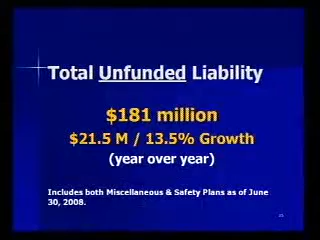 Total Unfunded Liability
$181 million
$21.5 M / 13.5% Growth
(year over year)
Includes both Miscellaneous & Safety Plans as of June
30, 2008.